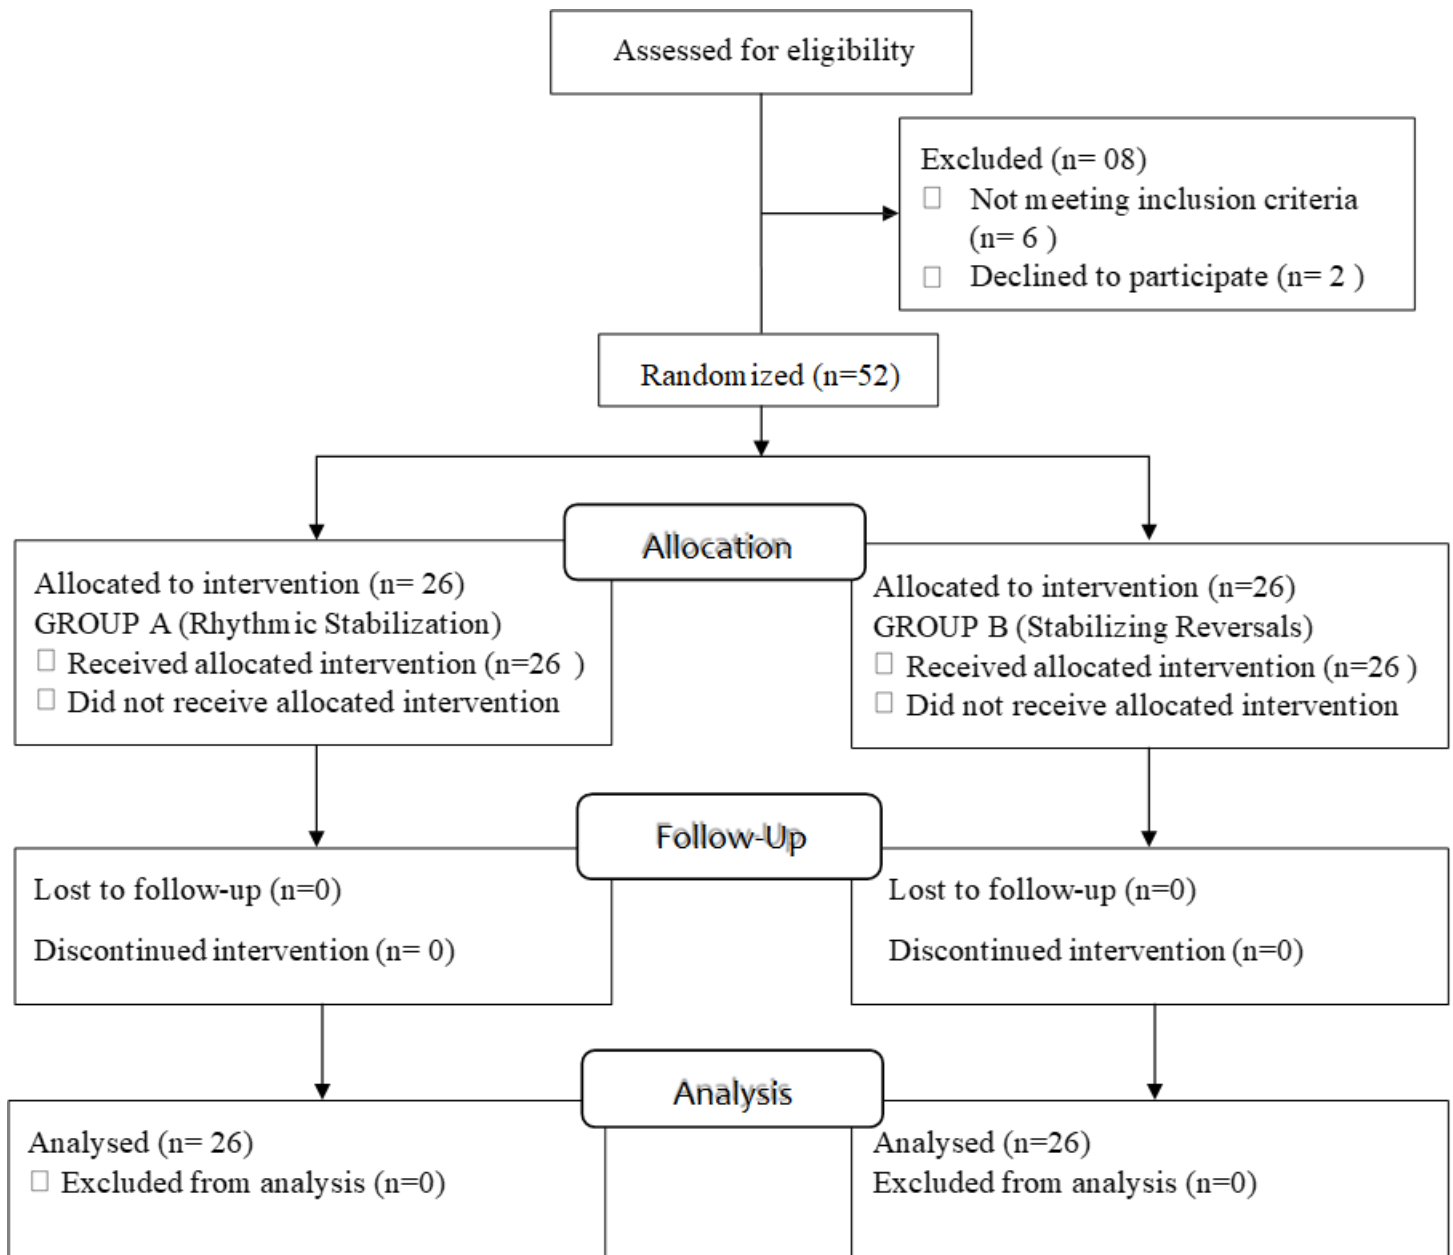 Assessed for eligibility
Excluded (n= 08)
□ Not meeting inclusion criteria
(n= 6 )
□ Declined to participate (n= 2 )
Randomized (n=52)
Allocation
Allocated to intervention (n= 26)
GROUP A (Rhythmic Stabilization)
□ Received allocated intervention (n=26 )
□ Did not receive allocated intervention
Allocated to intervention (n=26)
GROUP B (Stabilizing Reversals)
□ Received allocated intervention (n=26 )
□ Did not receive allocated intervention
Follow-Up
Lost to follow-up (n=0)
Discontinued intervention (n= 0)
Lost to follow-up (n=0)
Discontinued intervention (n=0)
Analysis
Analysed (n= 26)
□ Excluded from analysis (n=0)
Analysed (n=26)
Excluded from analysis (n=0)